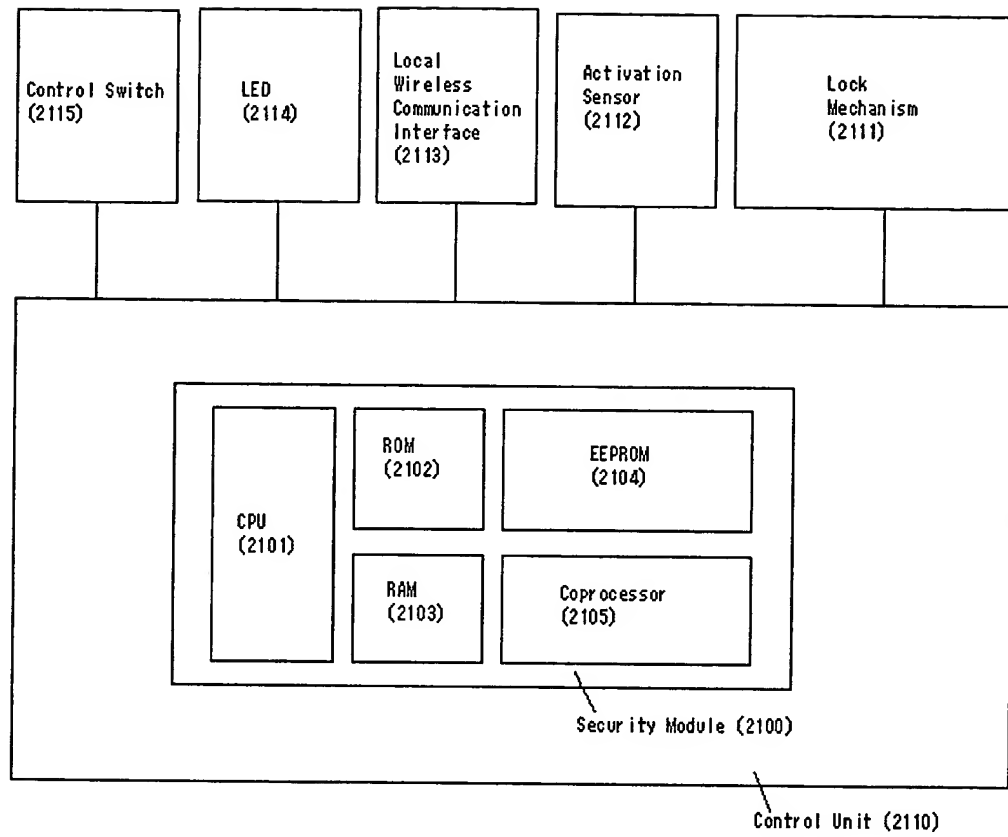 Control Switch
(2115)
LED
(2114)
Local
Wireless
Communication
Interface
(2113)
Activation
Sensor
(2112)
Lock
Mechanism
(2111)
CPU
(2101)
ROM
(2102)
EEPROM
(2104)
RAM
(2103)
Coprocessor
(2105)
Security Module (2100)
Control Unit (2110)